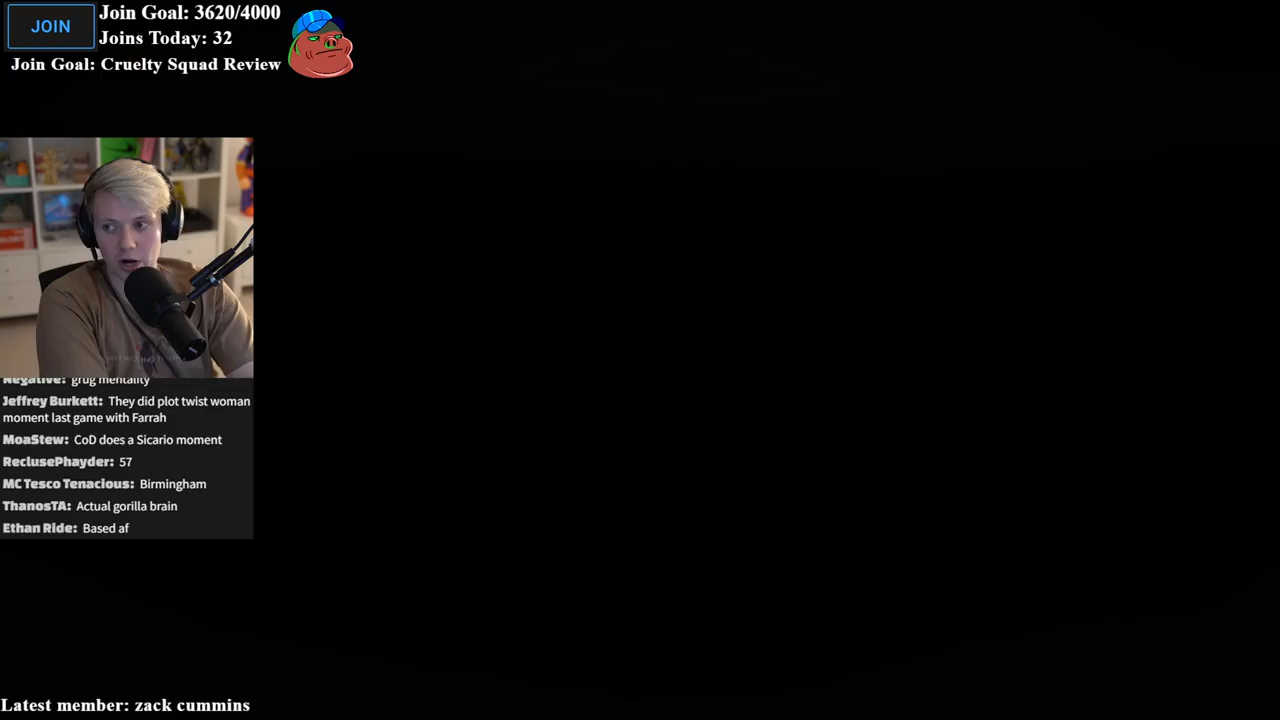 JOIN
Join Goal: 3620/4000
Joins Today: 32
Join Goal: Cruelty Squad Review
Negative: grug mentality
Jeffrey Burkett: They did plot twist woman
moment last game with Farrah
MoaStew: CoD does a Sicario moment
ReclusePhayder: 57
MC Tesco Tenacious: Birmingham
ThanosTA: Actual gorilla brain
Ethan Ride: Based af
Latest member: zack cummins